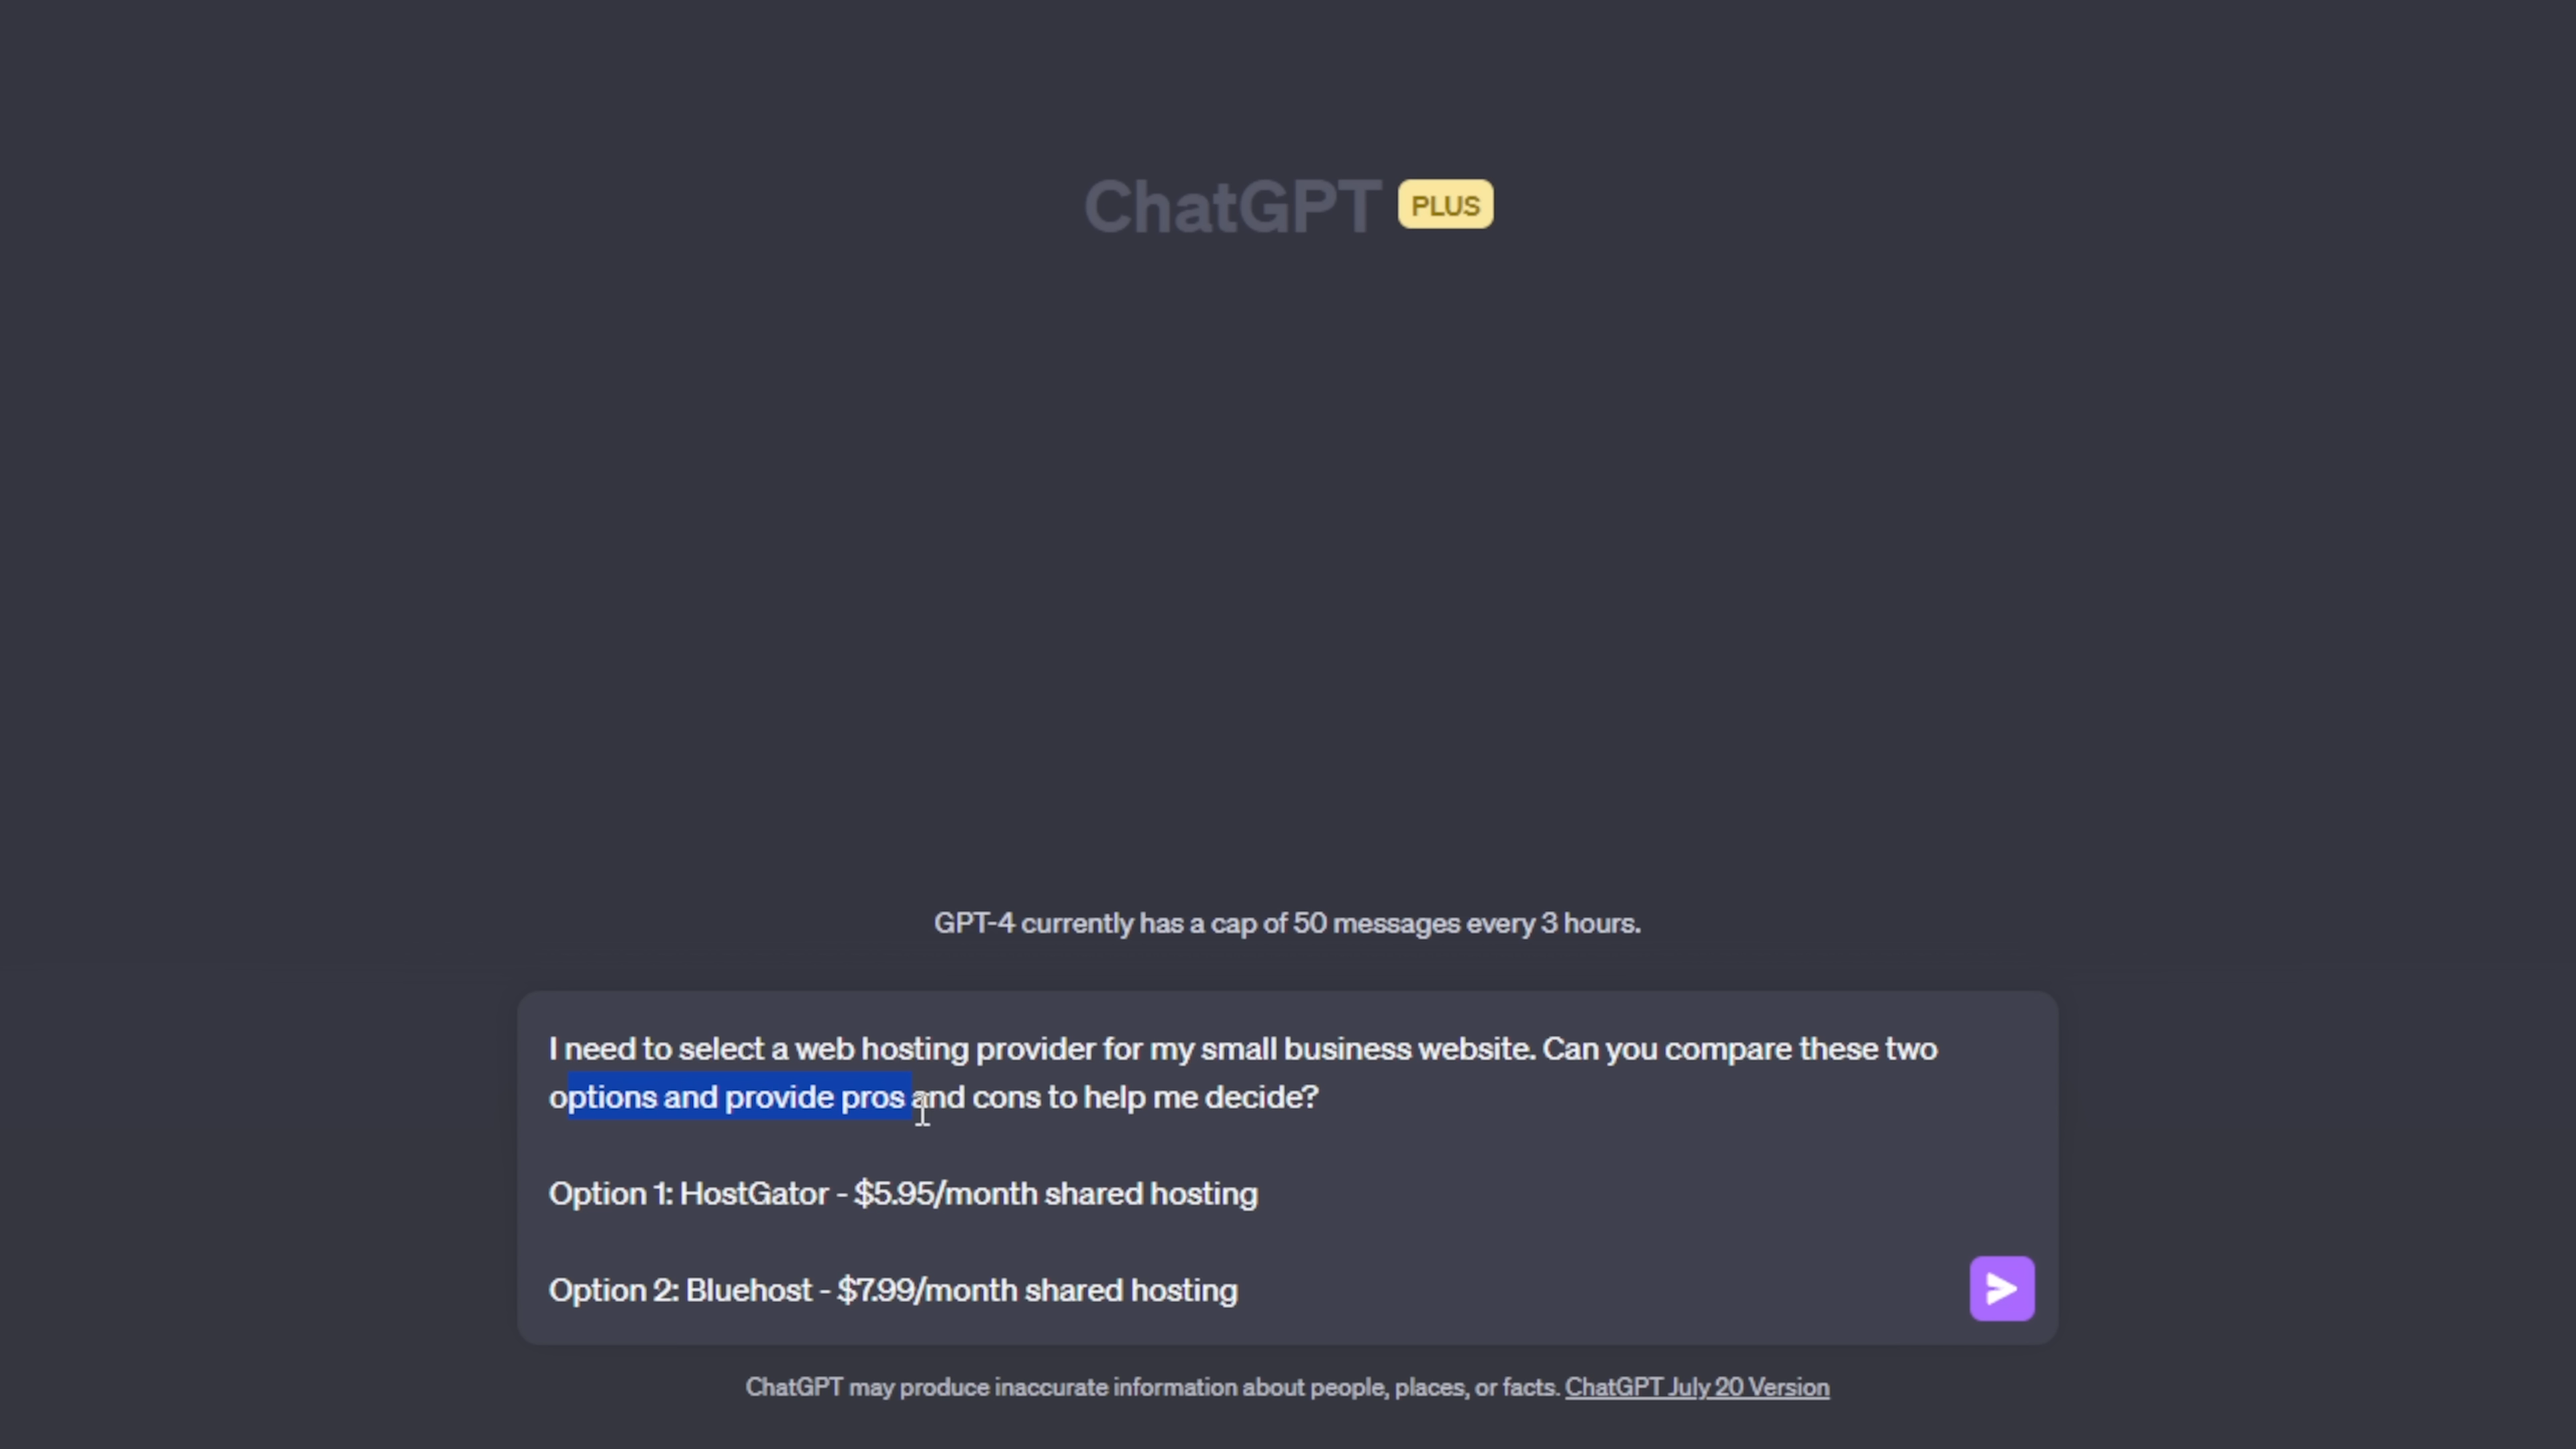 ChatGPT PLUS
GPT-4 currently has a cap of 50 messages every 3 hours.
I need to select a web hosting provider for my small business website. Can you compare these two
options and provide pros and cons to help me decide?
Option 1: HostGator - $5.95/month shared hosting
Option 2: Bluehost - $7.99/month shared hosting
ChatGPT may produce inaccurate information about people, places, or facts. ChatGPT July 20 Version